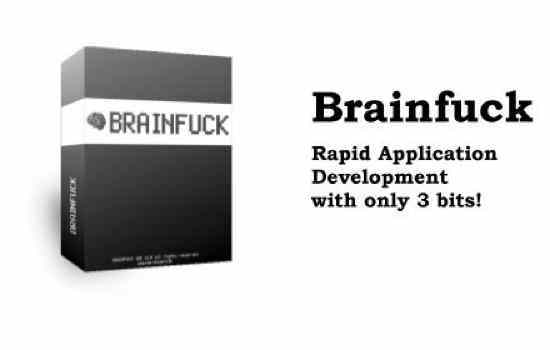 BRAINFUCK
BRAINFUCK
Brainfuck
Rapid Application
Development
with only 3 bits!